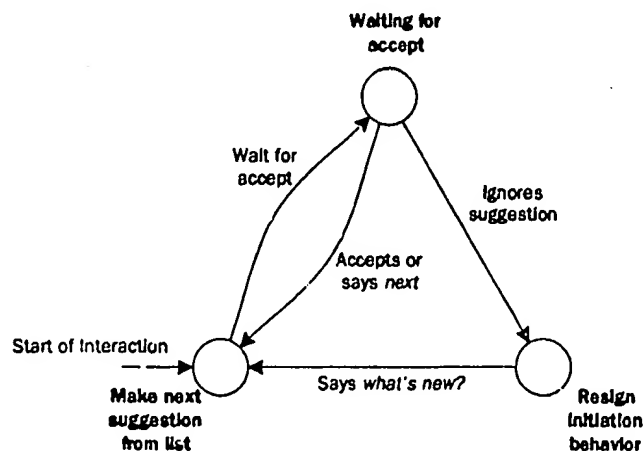 Waiting for
accept
Wait for
accept
Ignores
suggestion
Accepts or
says next
Start of Interaction
Says what's new?
Make next
suggestion
from list
Resign
initiation
behavior